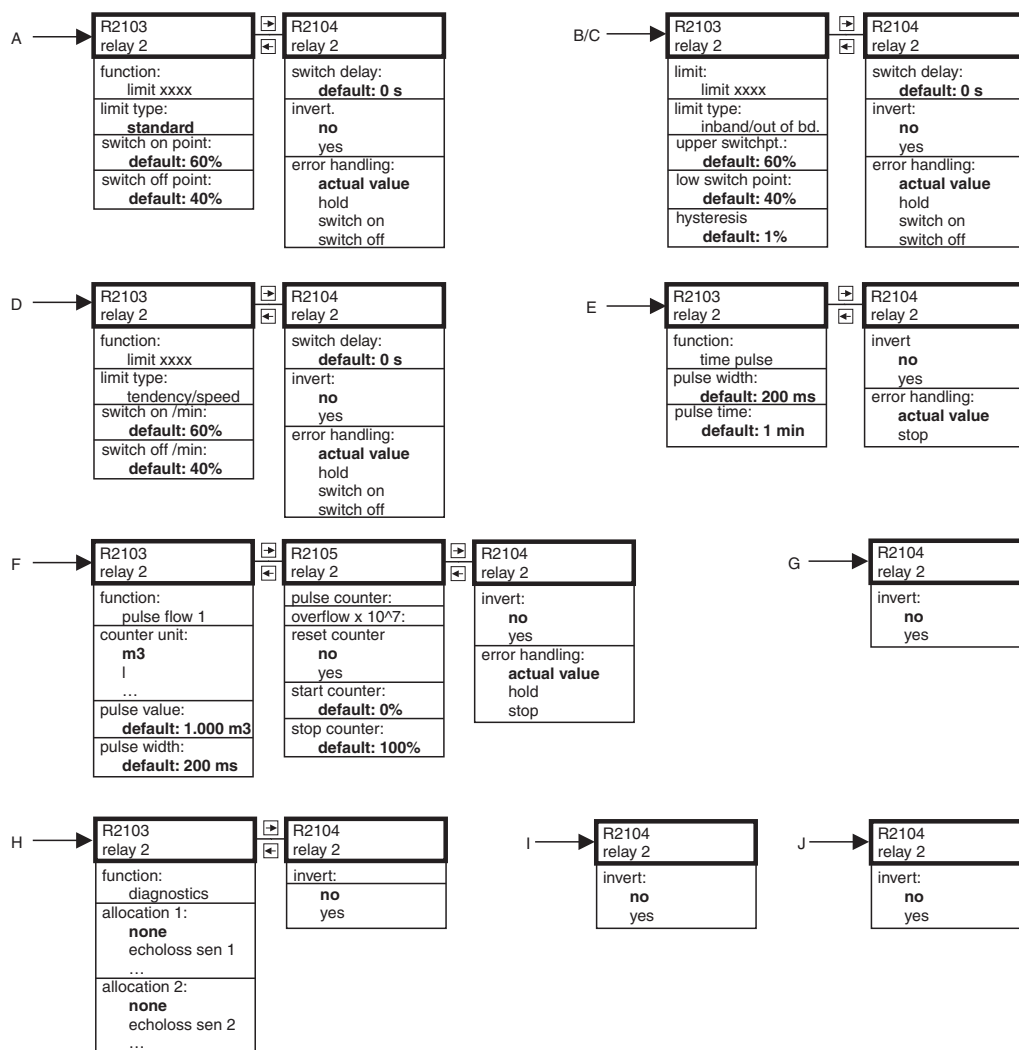 A
R2103
relay 2
function:
limit xxxx
limit type:
standard
switch on point:
default: 60%
switch off point:
default: 40%
R2104
relay 2
switch delay:
default: 0 s
invert.
no
yes
error handling:
actual value
hold
switch on
switch off
B/C
R2103
relay 2
limit:
limit xxxx
limit type:
inband/out of bd.
upper switchpt.:
default: 60%
low switch point:
default: 40%
hysteresis
default: 1%
R2104
relay 2
switch delay:
default: 0 s
invert:
no
yes
error handling:
actual value
hold
switch on
switch off
D
R2103
relay 2
function:
limit xxxx
limit type:
tendency/speed
switch on /min:
default: 60%
switch off /min:
default: 40%
R2104
relay 2
switch delay:
default: 0 s
invert:
no
yes
error handling:
actual value
hold
switch on
switch off
E
R2103
relay 2
function:
time pulse
pulse width:
default: 200 ms
pulse time:
default: 1 min
R2104
relay 2
invert
no
yes
error handling:
actual value
stop
F
R2103
relay 2
function:
pulse flow 1
counter unit:
m3
l
...
pulse value:
default: 1.000 m3
pulse width:
default: 200 ms
R2105
relay 2
pulse counter:
overflow x 10^7:
reset counter
no
yes
start counter:
default: 0%
stop counter:
default: 100%
R2104
relay 2
invert:
no
yes
error handling:
actual value
hold
stop
G
R2104
relay 2
invert:
no
yes
H
R2103
relay 2
function:
diagnostics
allocation 1:
none
echoloss sen 1
...
allocation 2:
none
echoloss sen 2
...
R2104
relay 2
invert:
no
yes
I
R2104
relay 2
invert:
no
yes
J
R2104
relay 2
invert:
no
yes